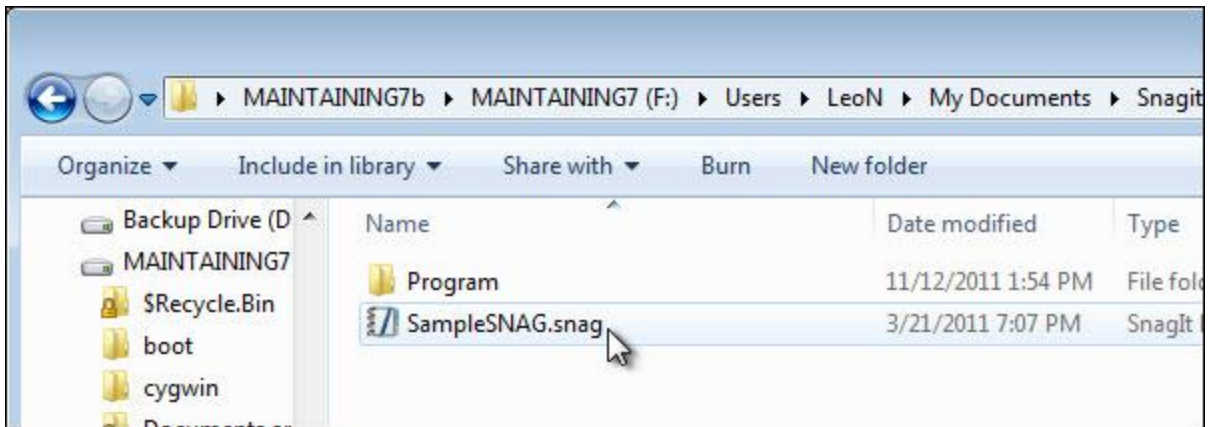 MAINTAINING7b MAINTAINING7 (F:) Users LeoN My Documents Snagit
Organize Include in library Share with Burn New folder
Backup Drive (D
MAINTAINING7
$Recycle.Bin
boot
cygwin
Name Date modified Type
Program 11/12/2011 1:54 PM File fold
SampleSNAG.snag 3/21/2011 7:07 PM SnagIt